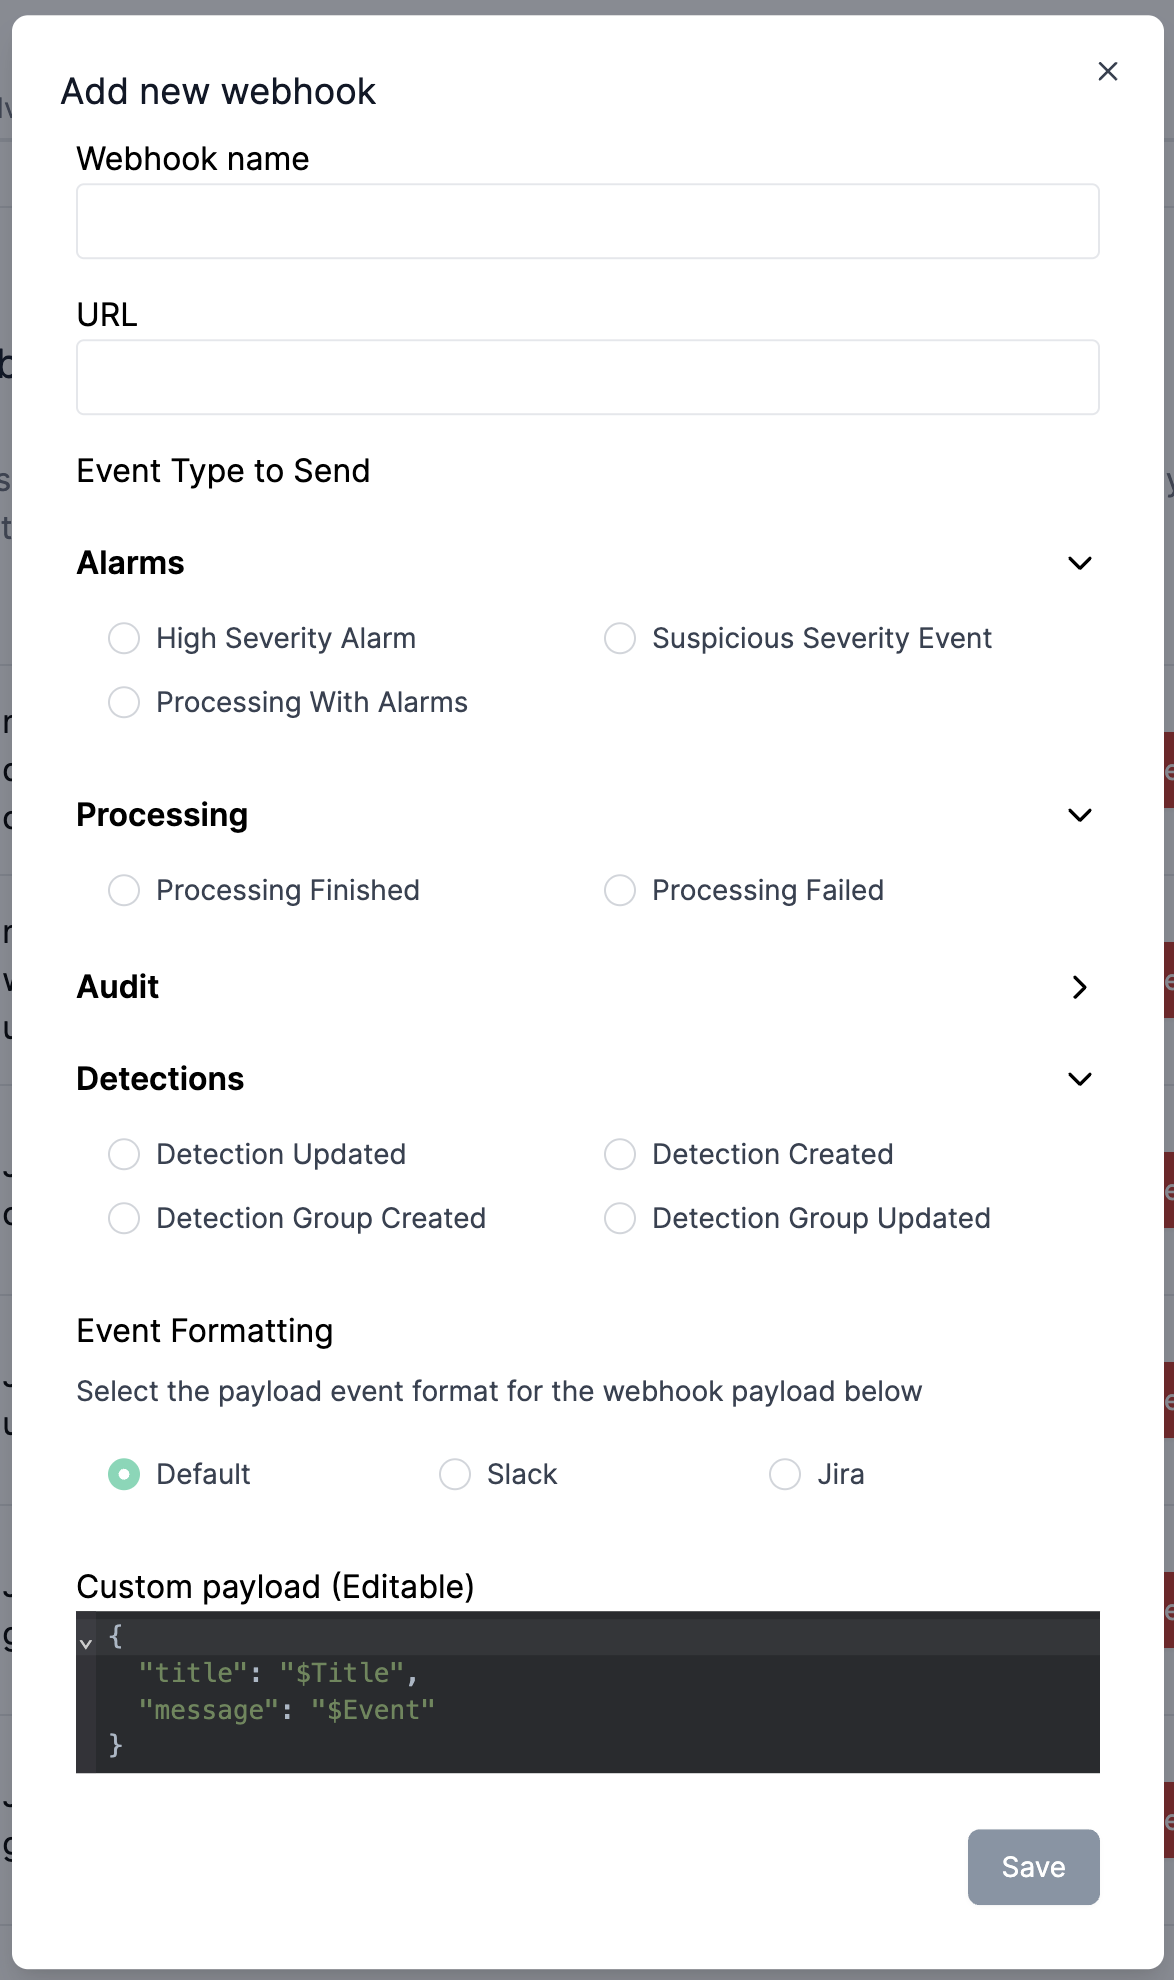 Add new webhook
Webhook name
URL
Event Type to Send
Alarms
High Severity Alarm
Suspicious Severity Event
Processing With Alarms
Processing
Processing Finished
Processing Failed
Audit
Detections
Detection Updated
Detection Created
Detection Group Created
Detection Group Updated
Event Formatting
Select the payload event format for the webhook payload below
Default
Slack
Jira
Custom payload (Editable)
{
"title": "$Title",
"message": "$Event"
}
Save